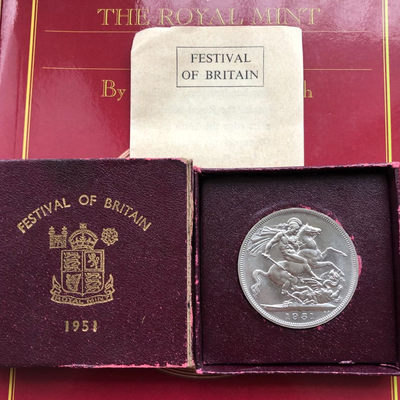 THE ROYAL MINT
By
FESTIVAL
OF BRITAIN
FESTIVAL OF BRITAIN
ROYAL MINT
1951
1951